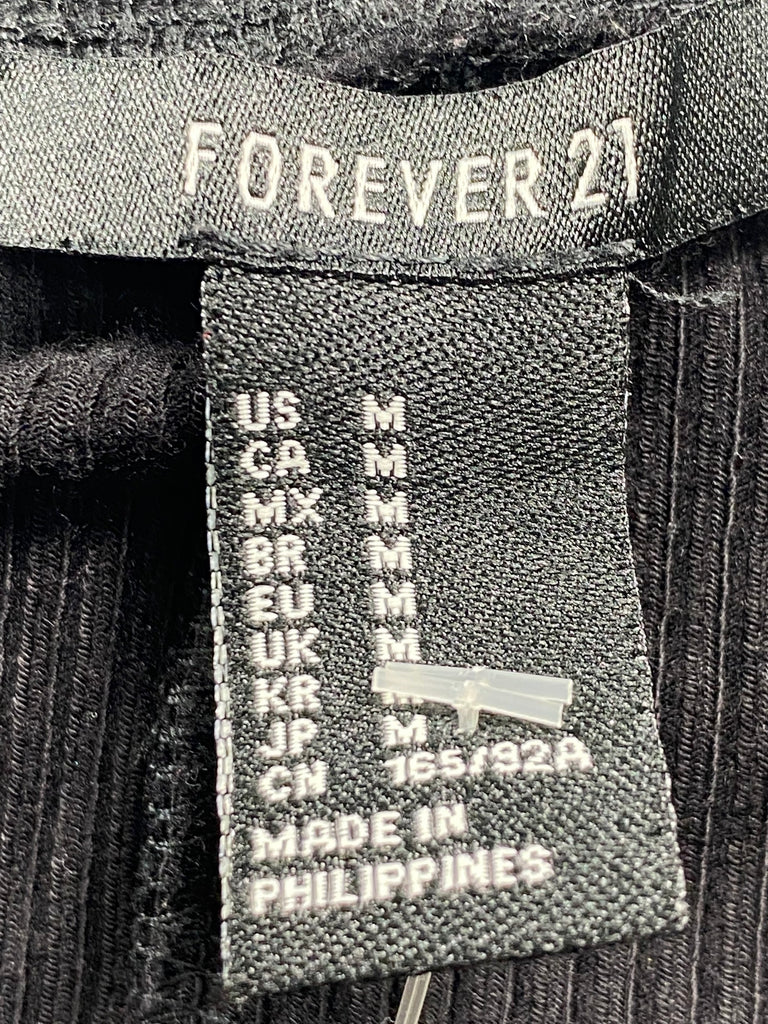 FOREVER 21
US M
CA M
MX M
BR M
EU M
UK M
KR
JP M
CN 165/92A
MADE IN
PHILIPPINES